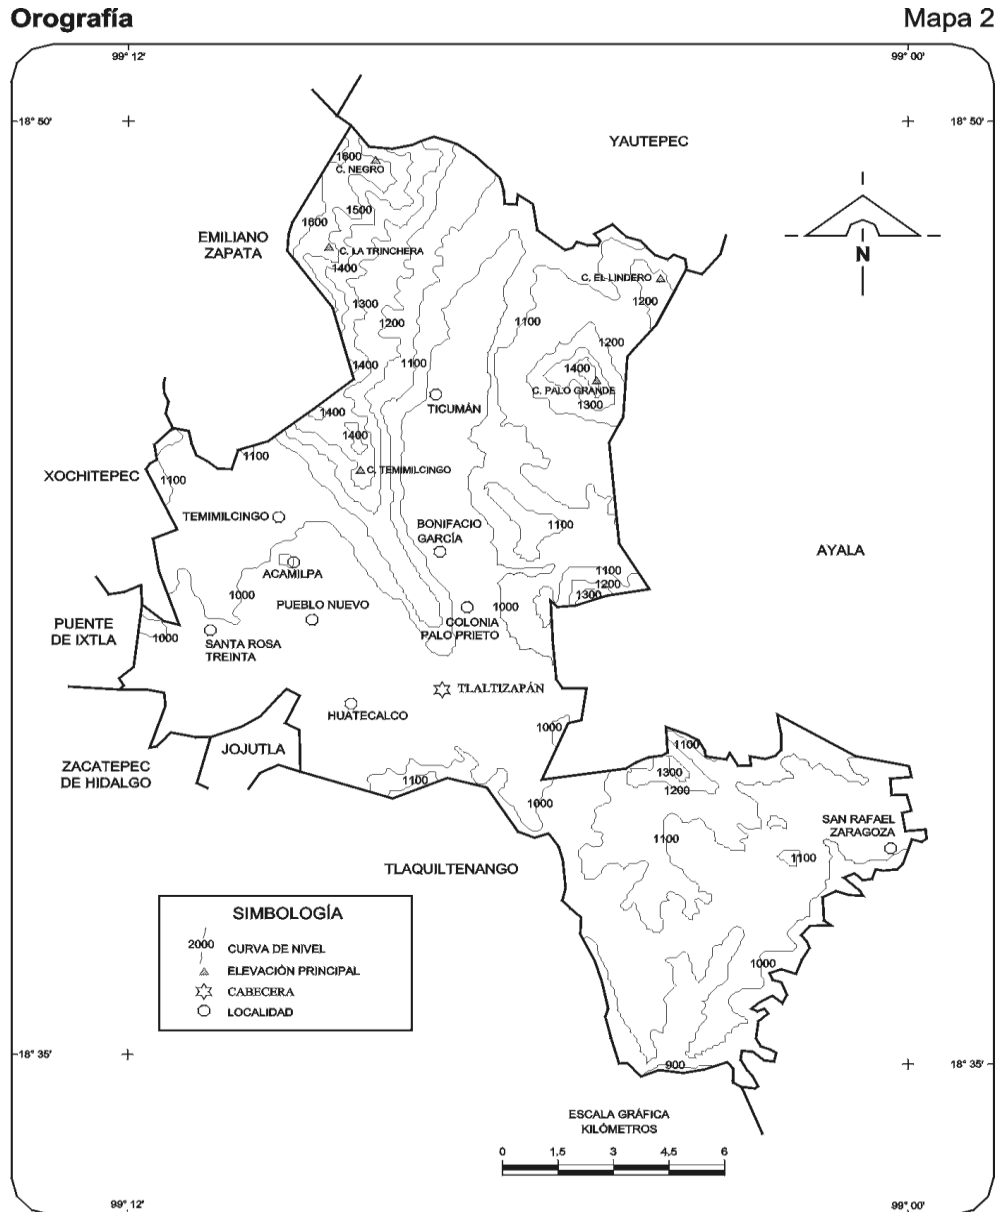 Orografía
Mapa 2
99° 12'
99° 00'
18° 50'
18° 50'
YAUTEPEC
1600
C. NEGRO
1500
1600
EMILIANO
ZAPATA
C. LA TRINCHERA
1400
N
C. EL LINDERO
1200
1300
1200
1100
1200
1400
1100
1400
C. PALO GRANDE
1300
TICUMÁN
1400
1400
1100
C. TEMIMILCINGO
XOCHITEPEC
1100
TEMIMILCINGO
BONIFACIO
GARCÍA
1100
AYALA
ACAMILPA
1100
1200
1300
1000
PUEBLO NUEVO
1000
COLONIA
PALO PRIETO
PUENTE
DE IXTLA
1000
SANTA ROSA
TREINTA
TLALTIZAPÁN
HUATECALCO
1000
JOJUTLA
1100
ZACATEPEC
DE HIDALGO
1100
1300
1200
1000
SAN RAFAEL
ZARAGOZA
1100
1100
TLAQUILTENANGO
1000
SIMBOLOGÍA
2000
CURVA DE NIVEL
ELEVACIÓN PRINCIPAL
CABECERA
LOCALIDAD
18° 35'
18° 35'
900
ESCALA GRÁFICA
KILÓMETROS
0 1,5 3 4,5 6
99° 12'
99° 00'